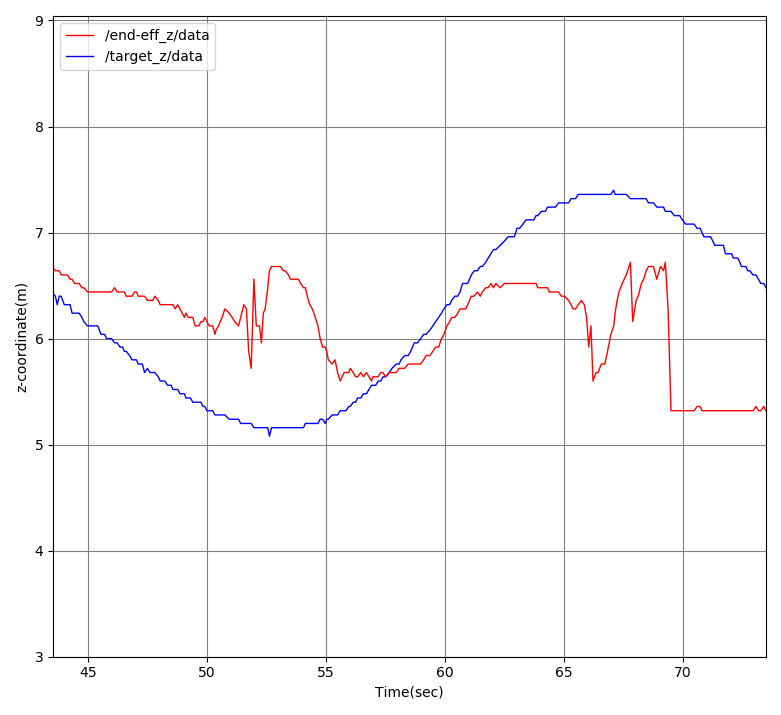 /end-eff_z/data
/target_z/data
9
8
7
6
5
4
3
z-coordinate(m)
45 50 55 60 65 70
Time(sec)